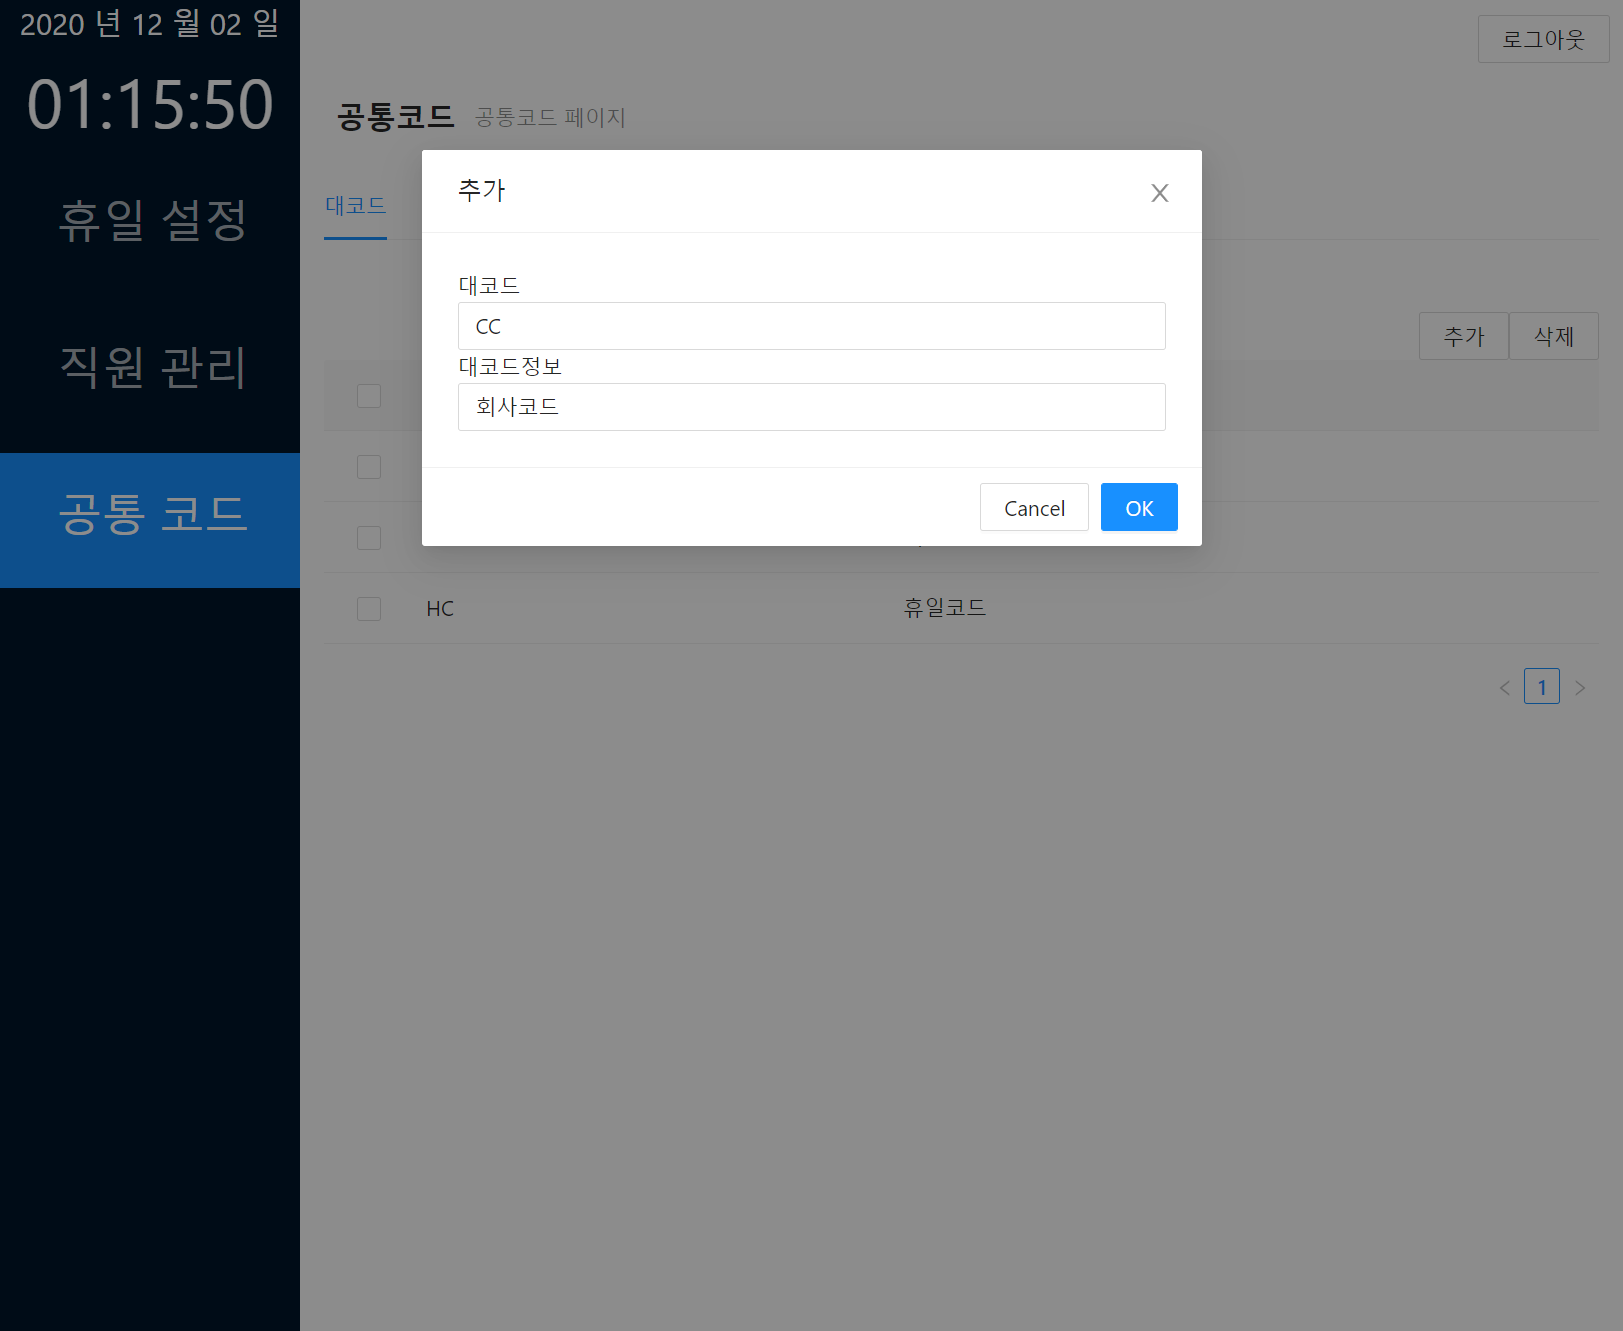 2020 년 12 월 02 일
01:15:50
휴일 설정
직원 관리
공통 코드
로그아웃
공통코드 공통코드 페이지
대코드
추가 삭제
추가
대코드
CC
대코드정보
회사코드
Cancel OK
HC 휴일코드
1